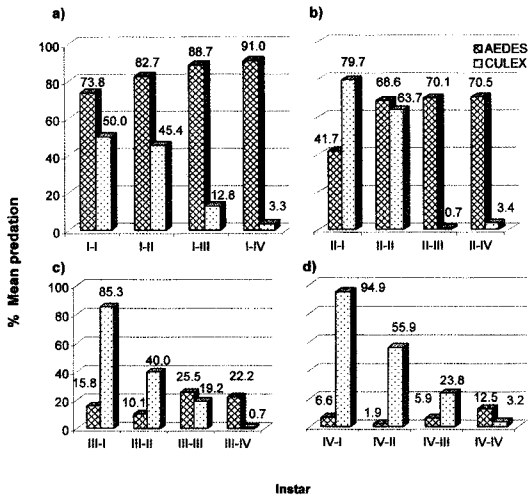 a)
b)
AEDES
CULEX
% Mean predation
100
80
60
40
20
0
73.8
50.0
82.7
45.4
88.7
12.8
91.0
3.3
I-I
I-II
I-III
I-IV
41.7
79.7
68.6
63.7
70.1
0.7
70.5
3.4
II-I
II-II
II-III
II-IV
c)
d)
100
80
60
40
20
0
15.8
85.3
10.1
40.0
25.5
19.2
22.2
0.7
III-I
III-II
III-III
III-IV
6.6
94.9
1.9
55.9
5.9
23.8
12.5
3.2
IV-I
IV-II
IV-III
IV-IV
Instar